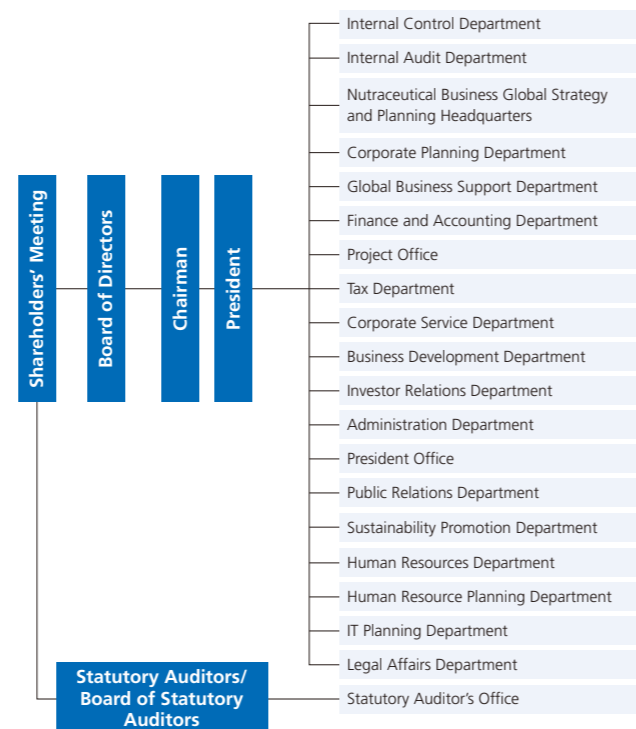 Shareholders’ Meeting
Board of Directors
Chairman
President
Internal Control Department
Internal Audit Department
Nutraceutical Business Global Strategy
and Planning Headquarters
Corporate Planning Department
Global Business Support Department
Finance and Accounting Department
Project Office
Tax Department
Corporate Service Department
Business Development Department
Investor Relations Department
Administration Department
President Office
Public Relations Department
Sustainability Promotion Department
Human Resources Department
Human Resource Planning Department
IT Planning Department
Legal Affairs Department
Statutory Auditors/
Board of Statutory
Auditors
Statutory Auditor’s Office